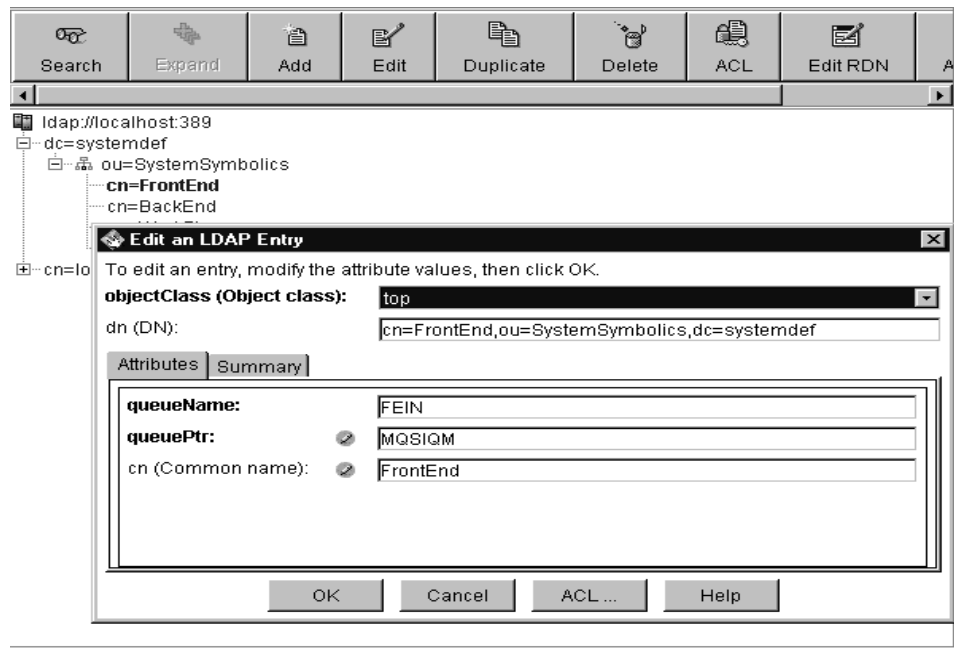 Search Expand Add Edit Duplicate Delete ACL Edit RDN A
ldap://localhost:389
dc=systemdef
ou=SystemSymbolics
cn=FrontEnd
cn=BackEnd
Edit an LDAP Entry
cn=lo
To edit an entry, modify the attribute values, then click OK.
objectClass (Object class): top
dn (DN): cn=FrontEnd,ou=SystemSymbolics,dc=systemdef
Attributes Summary
queueName: FEIN
queuePtr: MQSIQM
cn (Common name): FrontEnd
OK Cancel ACL ... Help